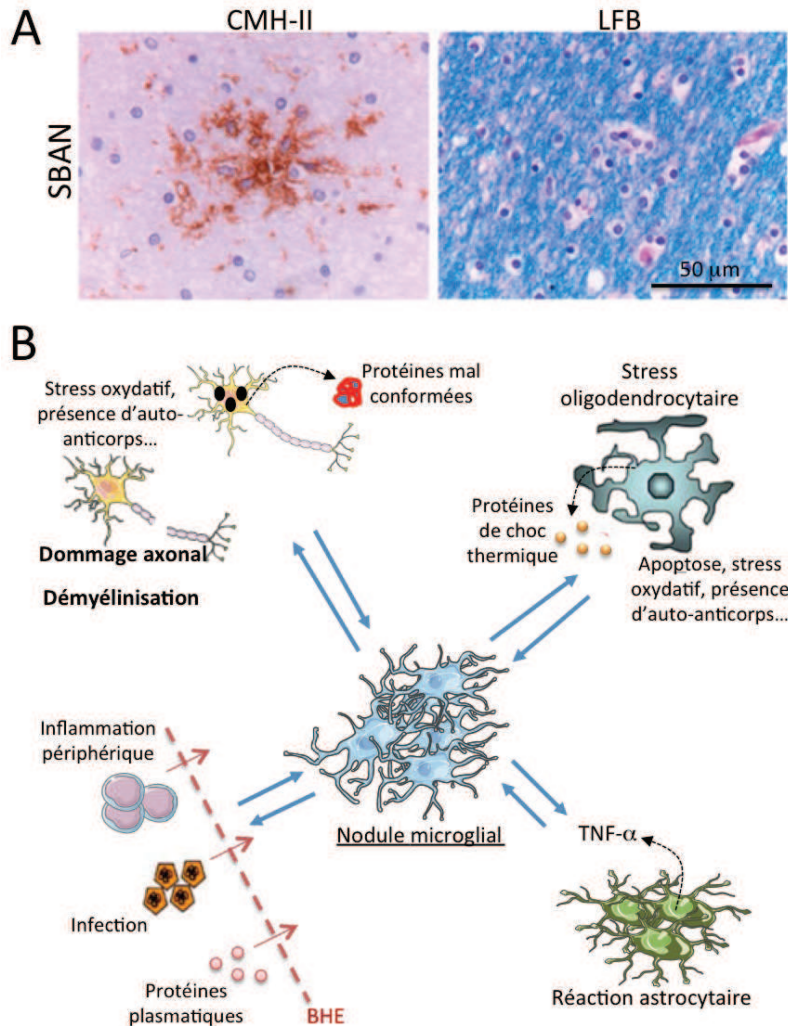 A
CMH-II
LFB
SBAN
50 µm
B
Stress oxydatif,
présence d'auto-
anticorps...
Protéines mal
conformées
Dommage axonal
Démyélinisation
Stress
oligodendrocytaire
Protéines
de choc
thermique
Apoptose, stress
oxydatif, présence
d'auto-anticorps...
Inflammation
périphérique
Infection
Protéines
plasmatiques
BHE
Nodule microglial
TNF-α
Réaction astrocytaire